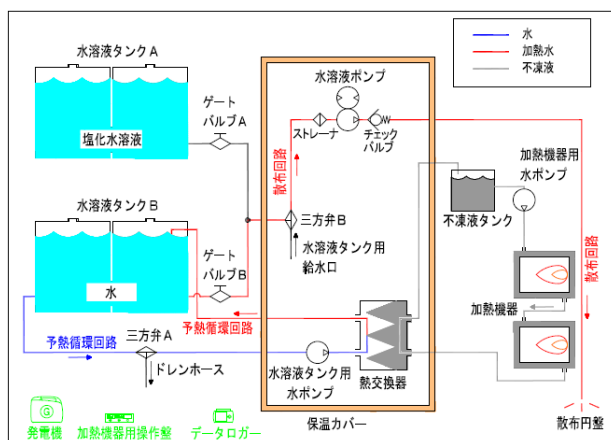 水
加熱水
不凍液
水溶液タンクA
塩化水溶液
ゲート
バルブA
水溶液ポンプ
ストレーナ
チェック
バルブ
散布回路
加熱機器用
水ポンプ
不凍液タンク
水溶液タンクB
水
ゲート
バルブB
三方弁B
水溶液タンク用
給水口
散布回路
加熱機器
予熱循環回路
予熱循環回路
三方弁A
ドレンホース
水溶液タンク用
水ポンプ
熱交換器
保温カバー
散布円盤
G
発電機
加熱機器用操作盤
データロガー